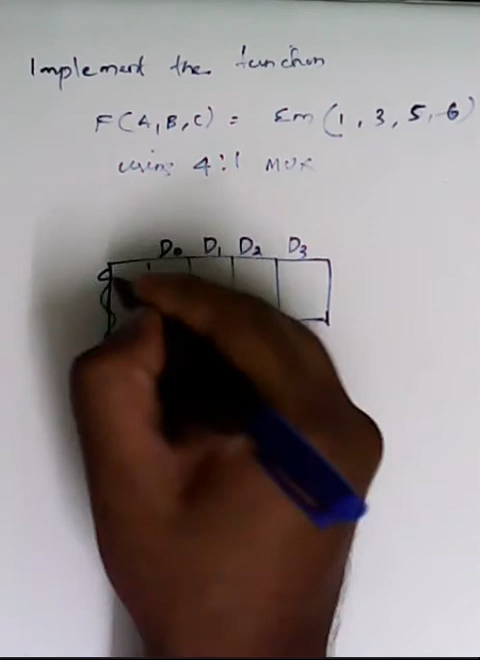 Implement the function
F(A,B,C) = Σm(1, 3, 5, 6)
using 4:1 MUX
D₀ D₁ D₂ D₃